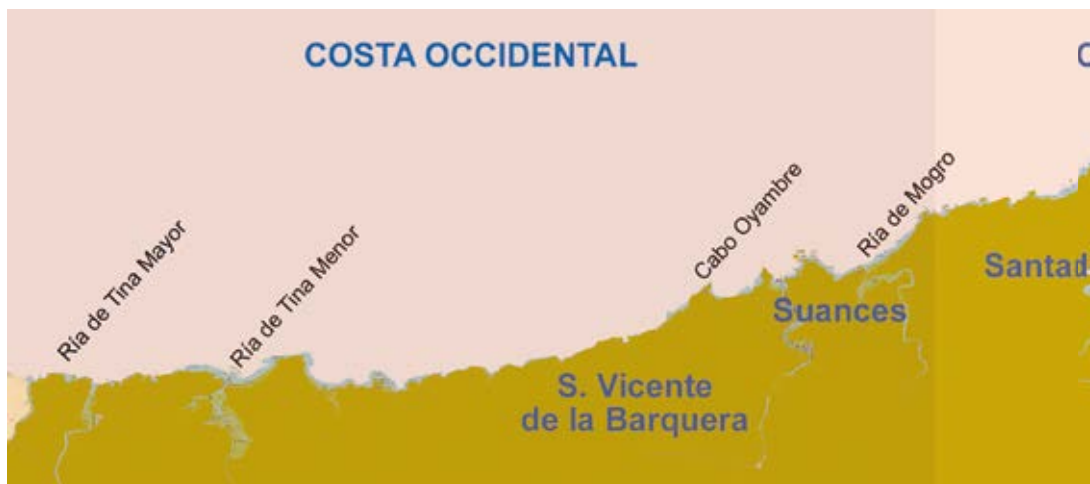 COSTA OCCIDENTAL
Ría de Tina Mayor
Ría de Tina Menor
Cabo Oyambre
Ría de Mogro
Suances
S. Vicente
de la Barquera